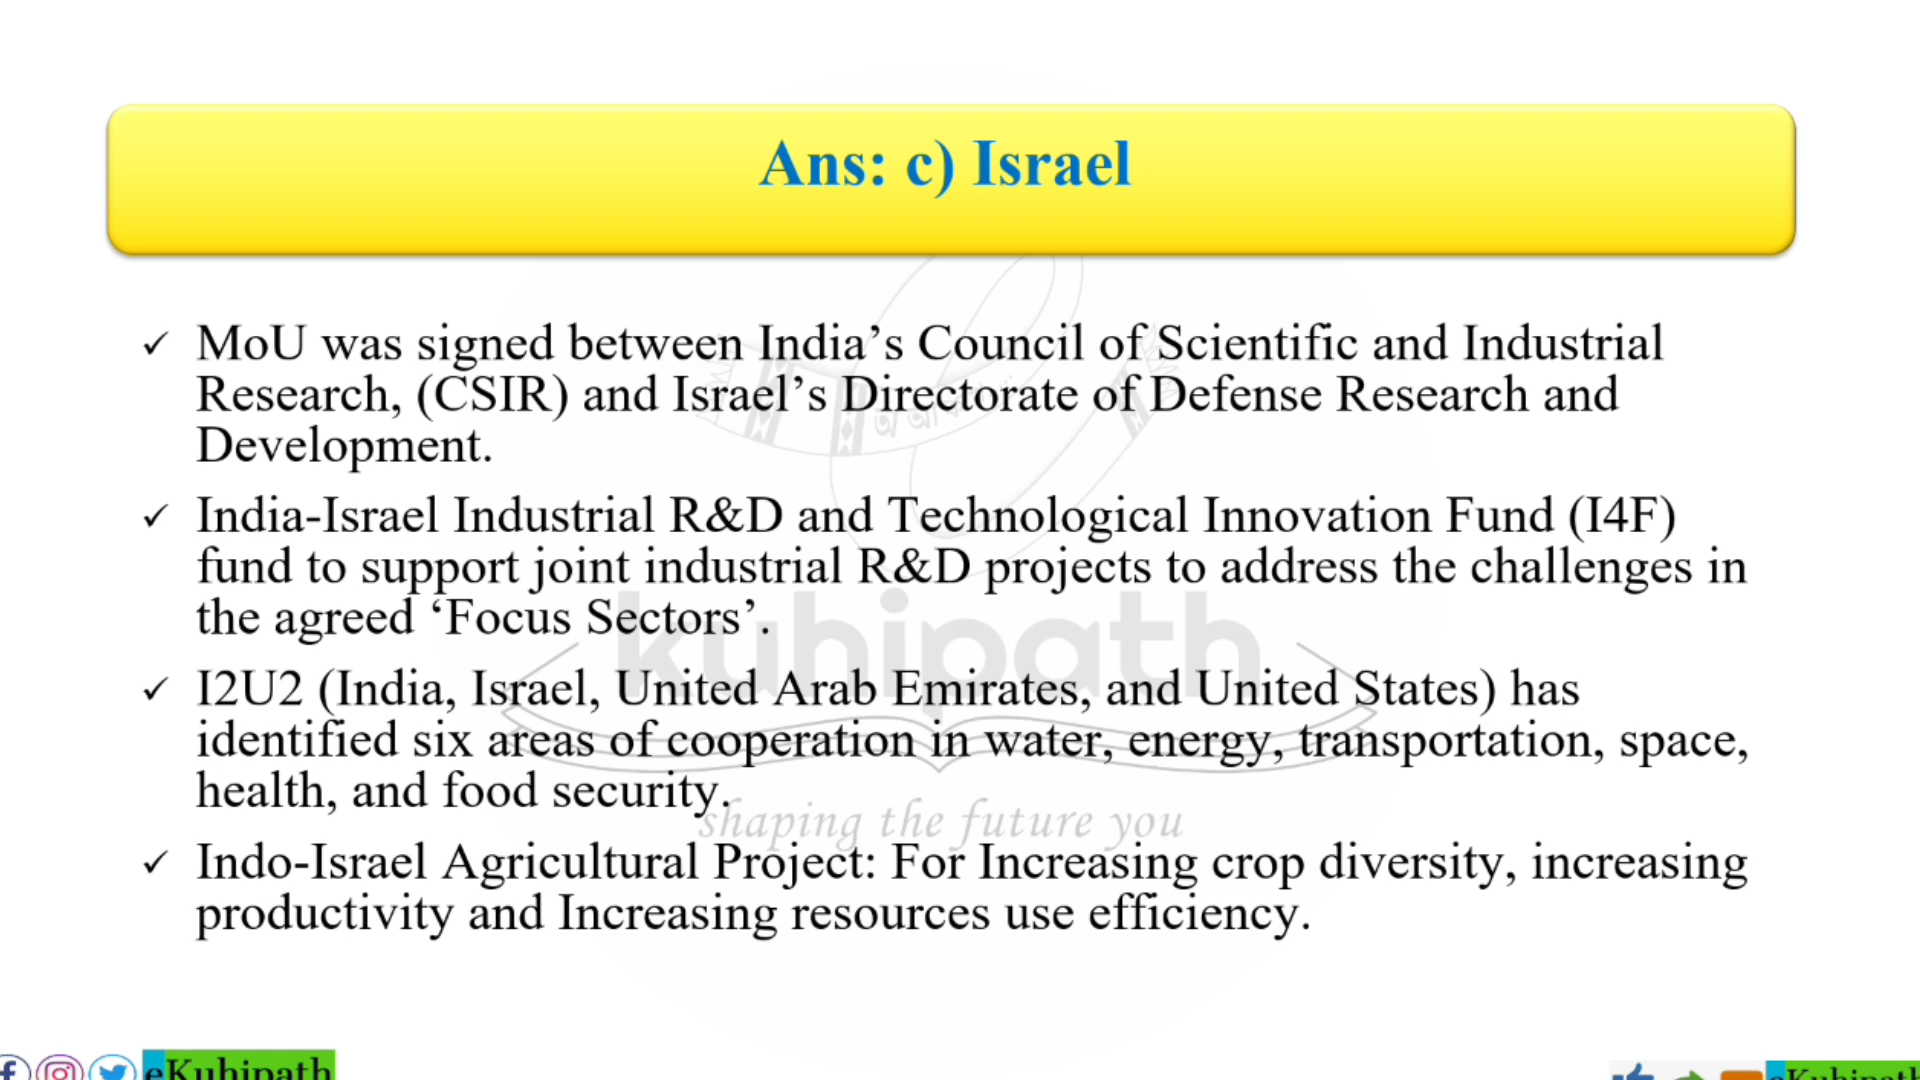 Ans: c) Israel
✓ MoU was signed between India’s Council of Scientific and Industrial
Research, (CSIR) and Israel’s Directorate of Defense Research and
Development.
✓ India-Israel Industrial R&D and Technological Innovation Fund (I4F)
fund to support joint industrial R&D projects to address the challenges in
the agreed ‘Focus Sectors’.
✓ I2U2 (India, Israel, United Arab Emirates, and United States) has
identified six areas of cooperation in water, energy, transportation, space,
health, and food security.
✓ Indo-Israel Agricultural Project: For Increasing crop diversity, increasing
productivity and Increasing resources use efficiency.
kuhipath
shaping the future you
eKuhipath
eKuhipath